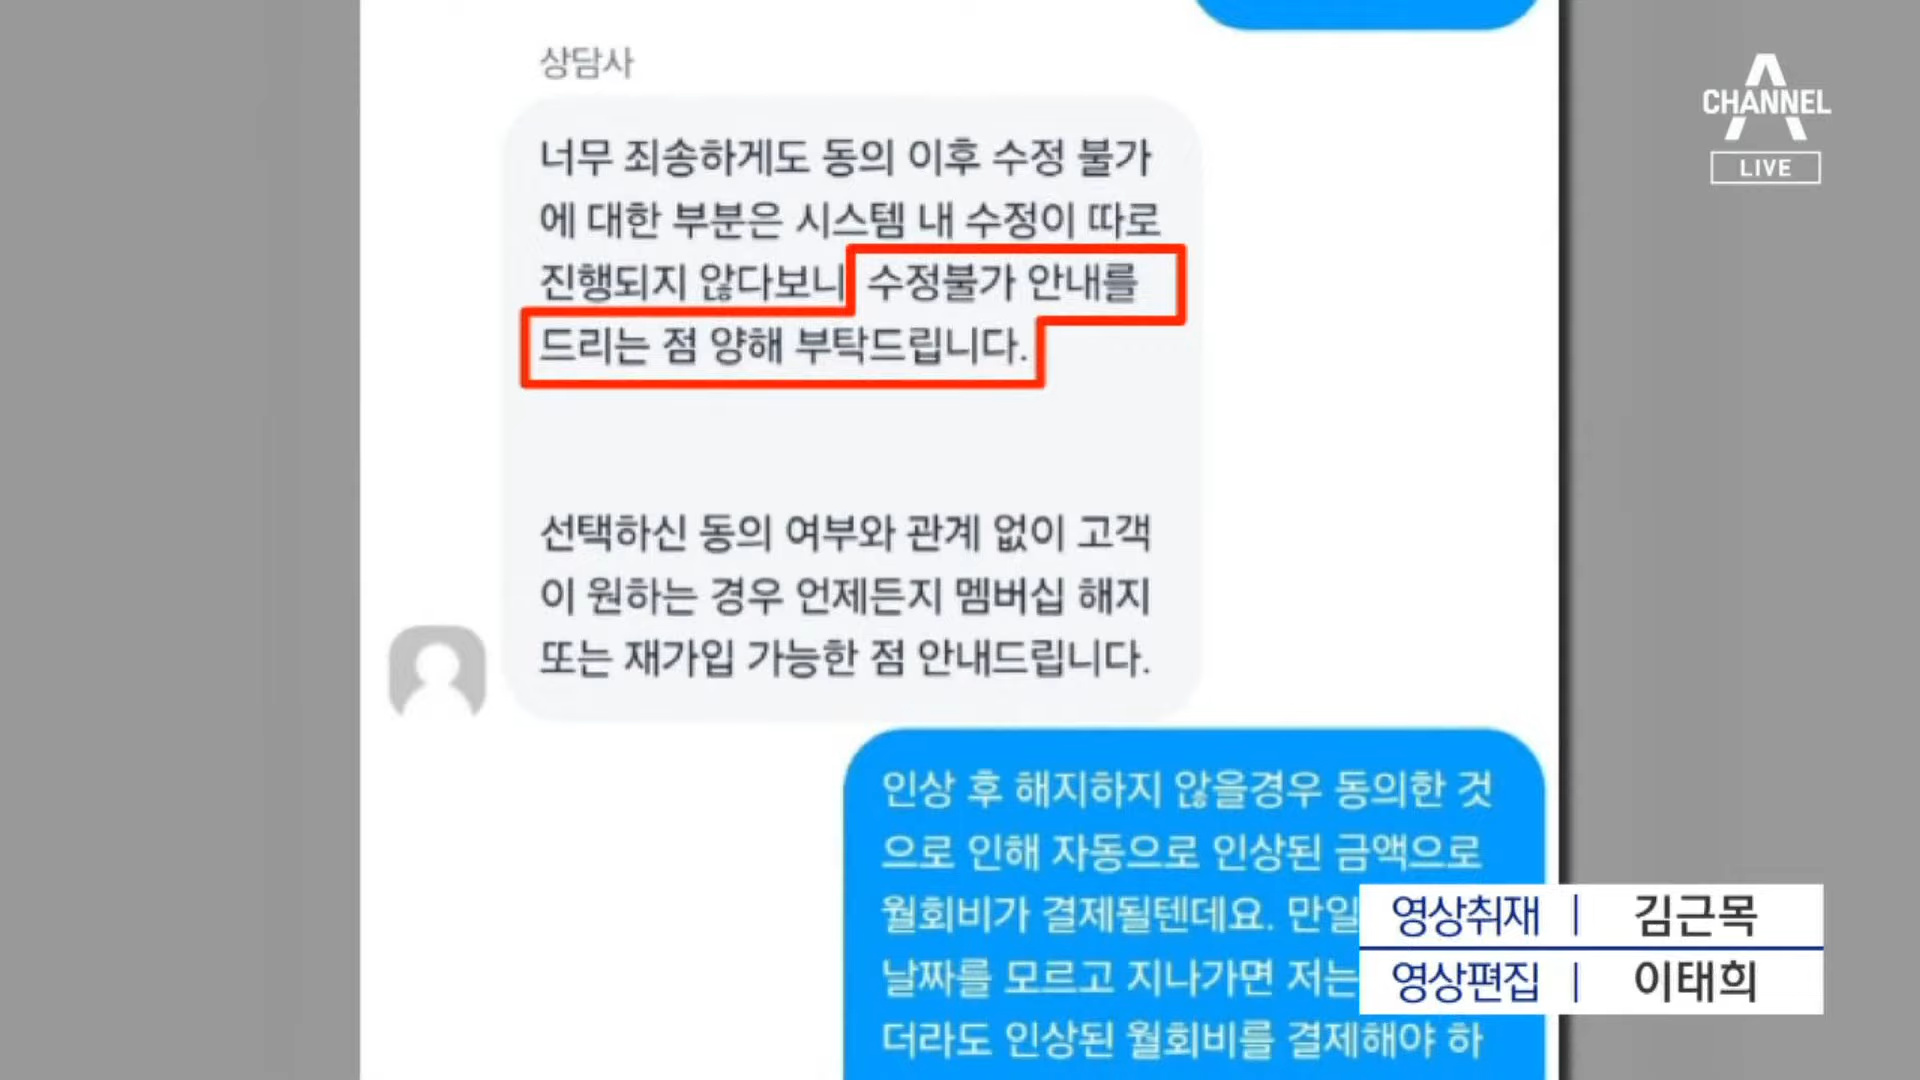 상담사
너무 죄송하게도 동의 이후 수정 불가
에 대한 부분은 시스템 내 수정이 따로
진행되지 않다보니 수정불가 안내를
드리는 점 양해 부탁드립니다.
선택하신 동의 여부와 관계 없이 고객
이 원하는 경우 언제든지 멤버십 해지
또는 재가입 가능한 점 안내드립니다.
인상 후 해지하지 않을경우 동의한 것
으로 인해 자동으로 인상된 금액으로
월회비가 결제될텐데요. 만일
날짜를 모르고 지나가면 저는
더라도 인상된 월회비를 결제해야 하
CHANNEL A
LIVE
영상취재 | 김근목
영상편집 | 이태희